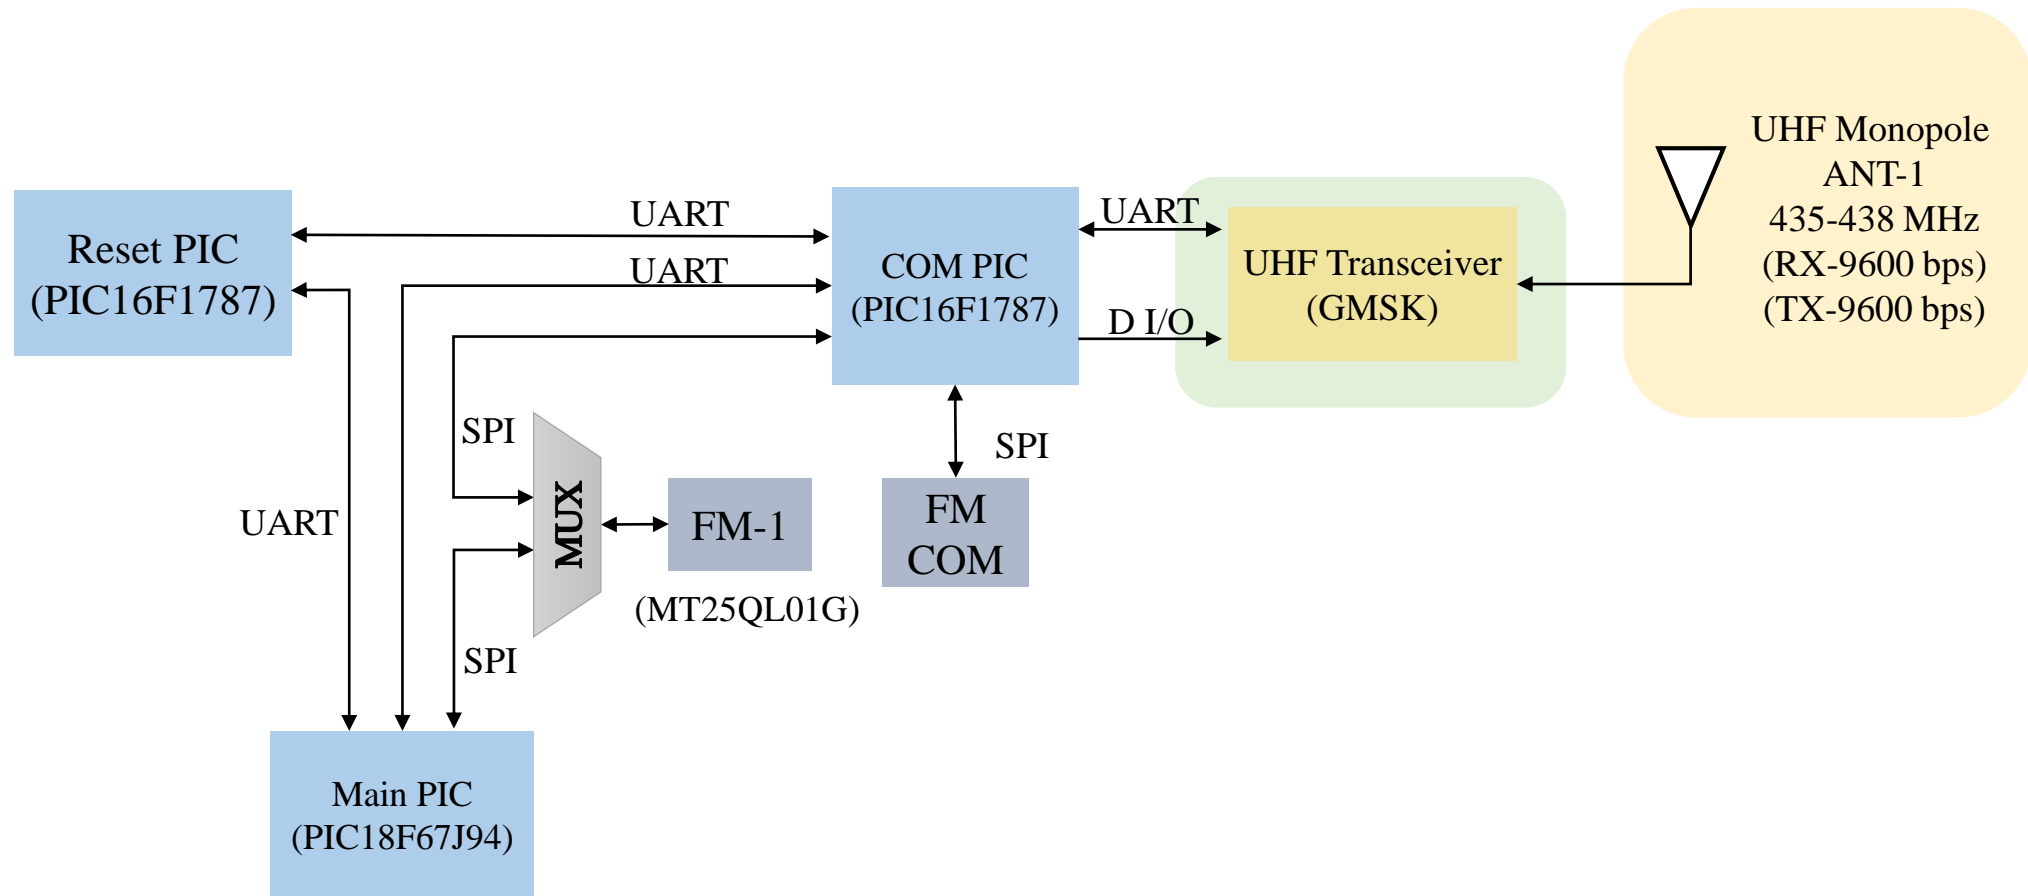 UHF Monopole
ANT-1
435-438 MHz
(RX-9600 bps)
(TX-9600 bps)
Reset PIC
(PIC16F1787)
UART
UART
COM PIC
(PIC16F1787)
UART
D I/O
UHF Transceiver
(GMSK)
SPI
SPI
MUX
FM-1
(MT25QL01G)
FM
COM
UART
SPI
Main PIC
(PIC18F67J94)